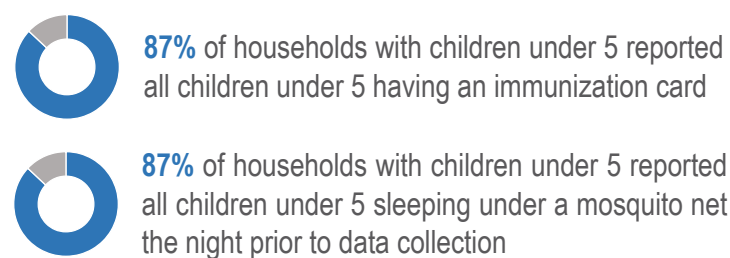 87% of households with children under 5 reported
all children under 5 having an immunization card
87% of households with children under 5 reported
all children under 5 sleeping under a mosquito net
the night prior to data collection